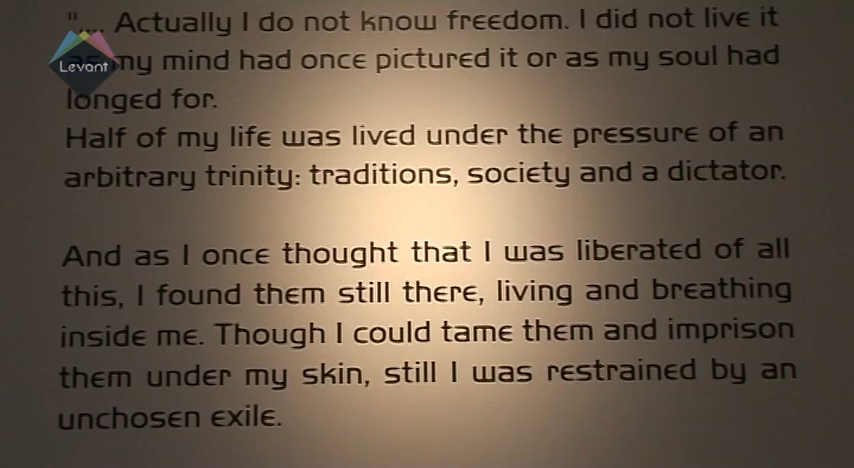 ".... Actually I do not know freedom. I did not live it
as my mind had once pictured it or as my soul had
longed for.
Half of my life was lived under the pressure of an
arbitrary trinity: traditions, society and a dictator.
And as I once thought that I was liberated of all
this, I found them still there, living and breathing
inside me. Though I could tame them and imprison
them under my skin, still I was restrained by an
unchosen exile.
Levant